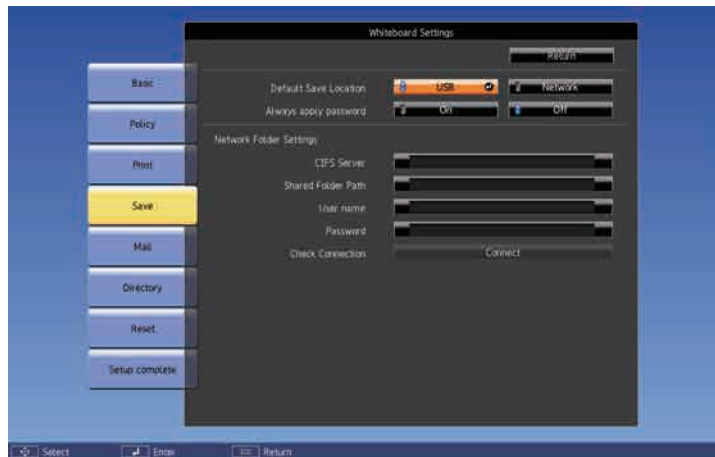 Whiteboard Settings
Return
Basic
Policy
Print
Save
Mail
Directory
Reset
Setup complete
Default Save Location USB Network
Always apply password On Off
Network Folder Settings
CIFS Server
Shared Folder Path
User name
Password
Check Connection Connect
Select Enter Return